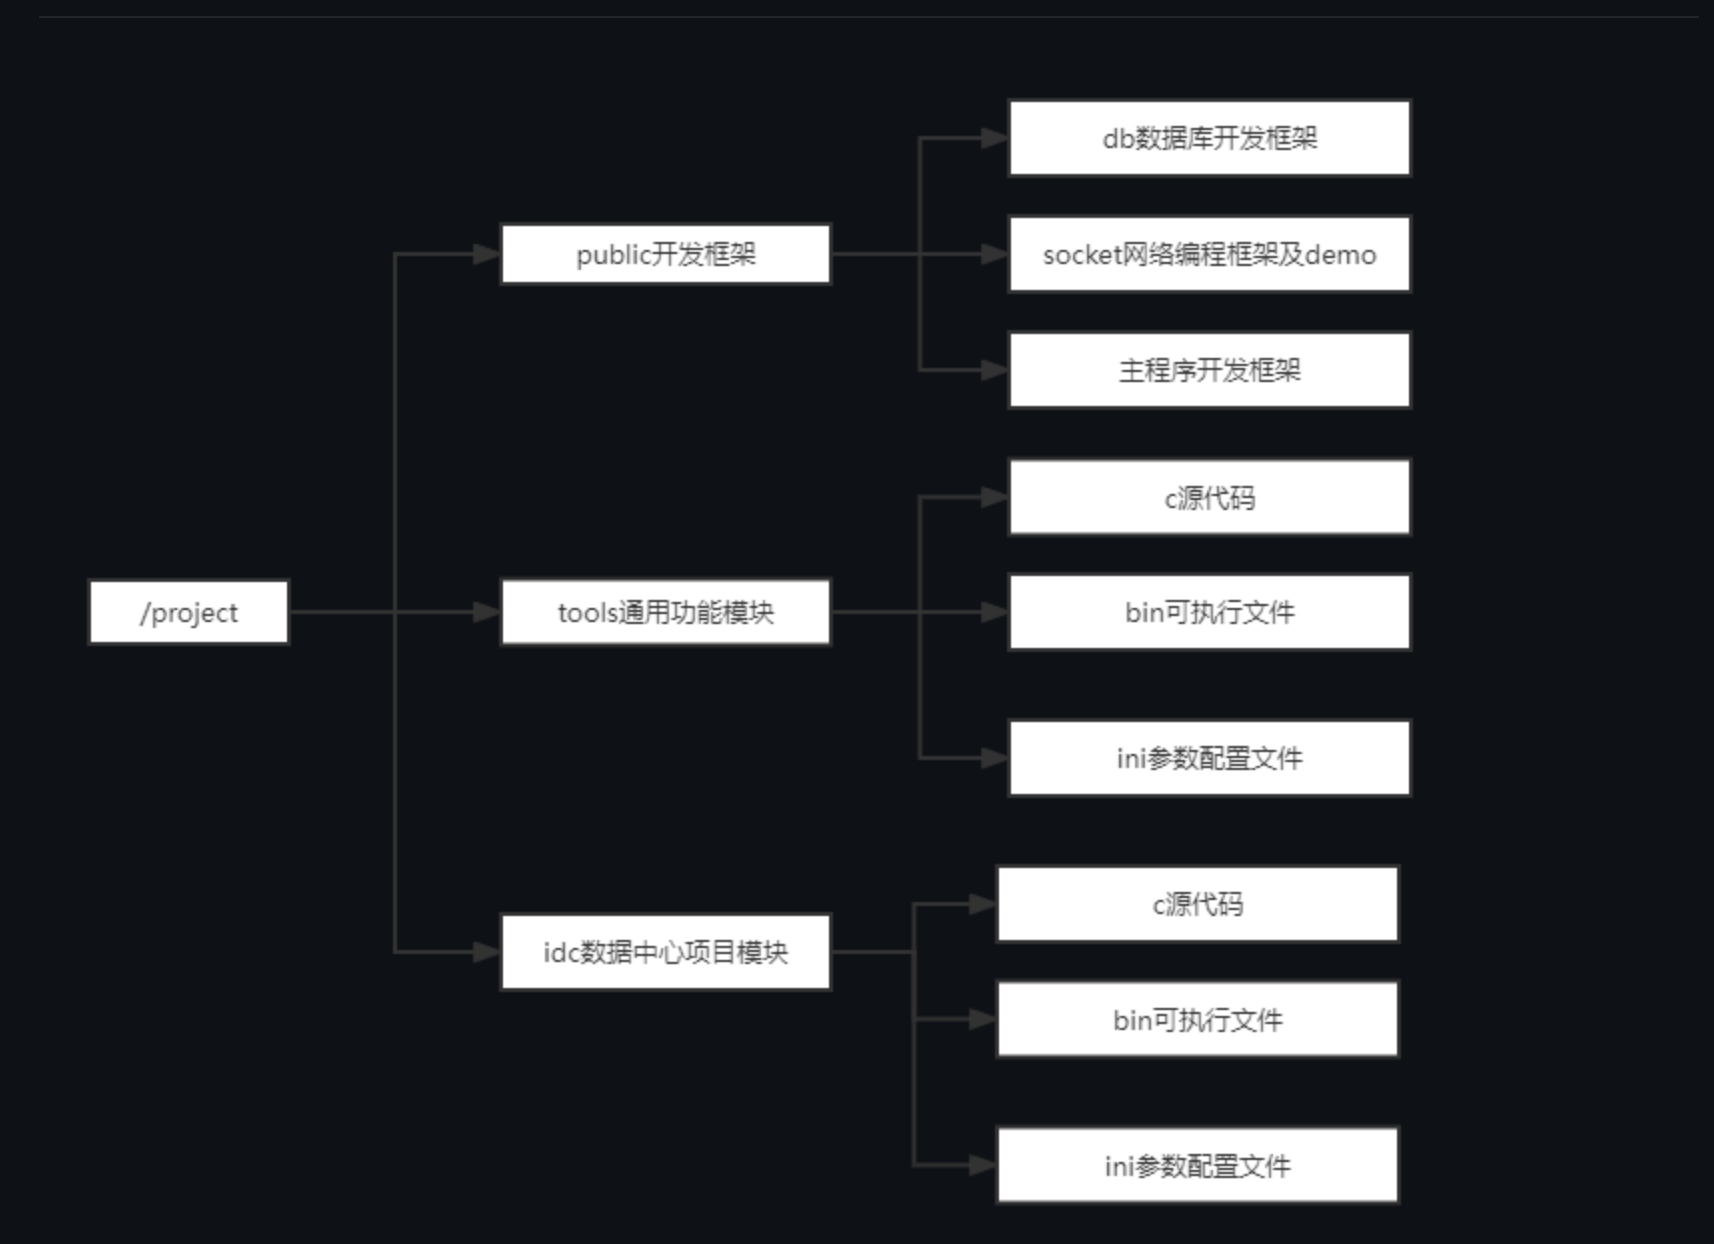 /project
public开发框架
db数据库开发框架
socket网络编程框架及demo
主程序开发框架
tools通用功能模块
c源代码
bin可执行文件
ini参数配置文件
idc数据中心项目模块
c源代码
bin可执行文件
ini参数配置文件